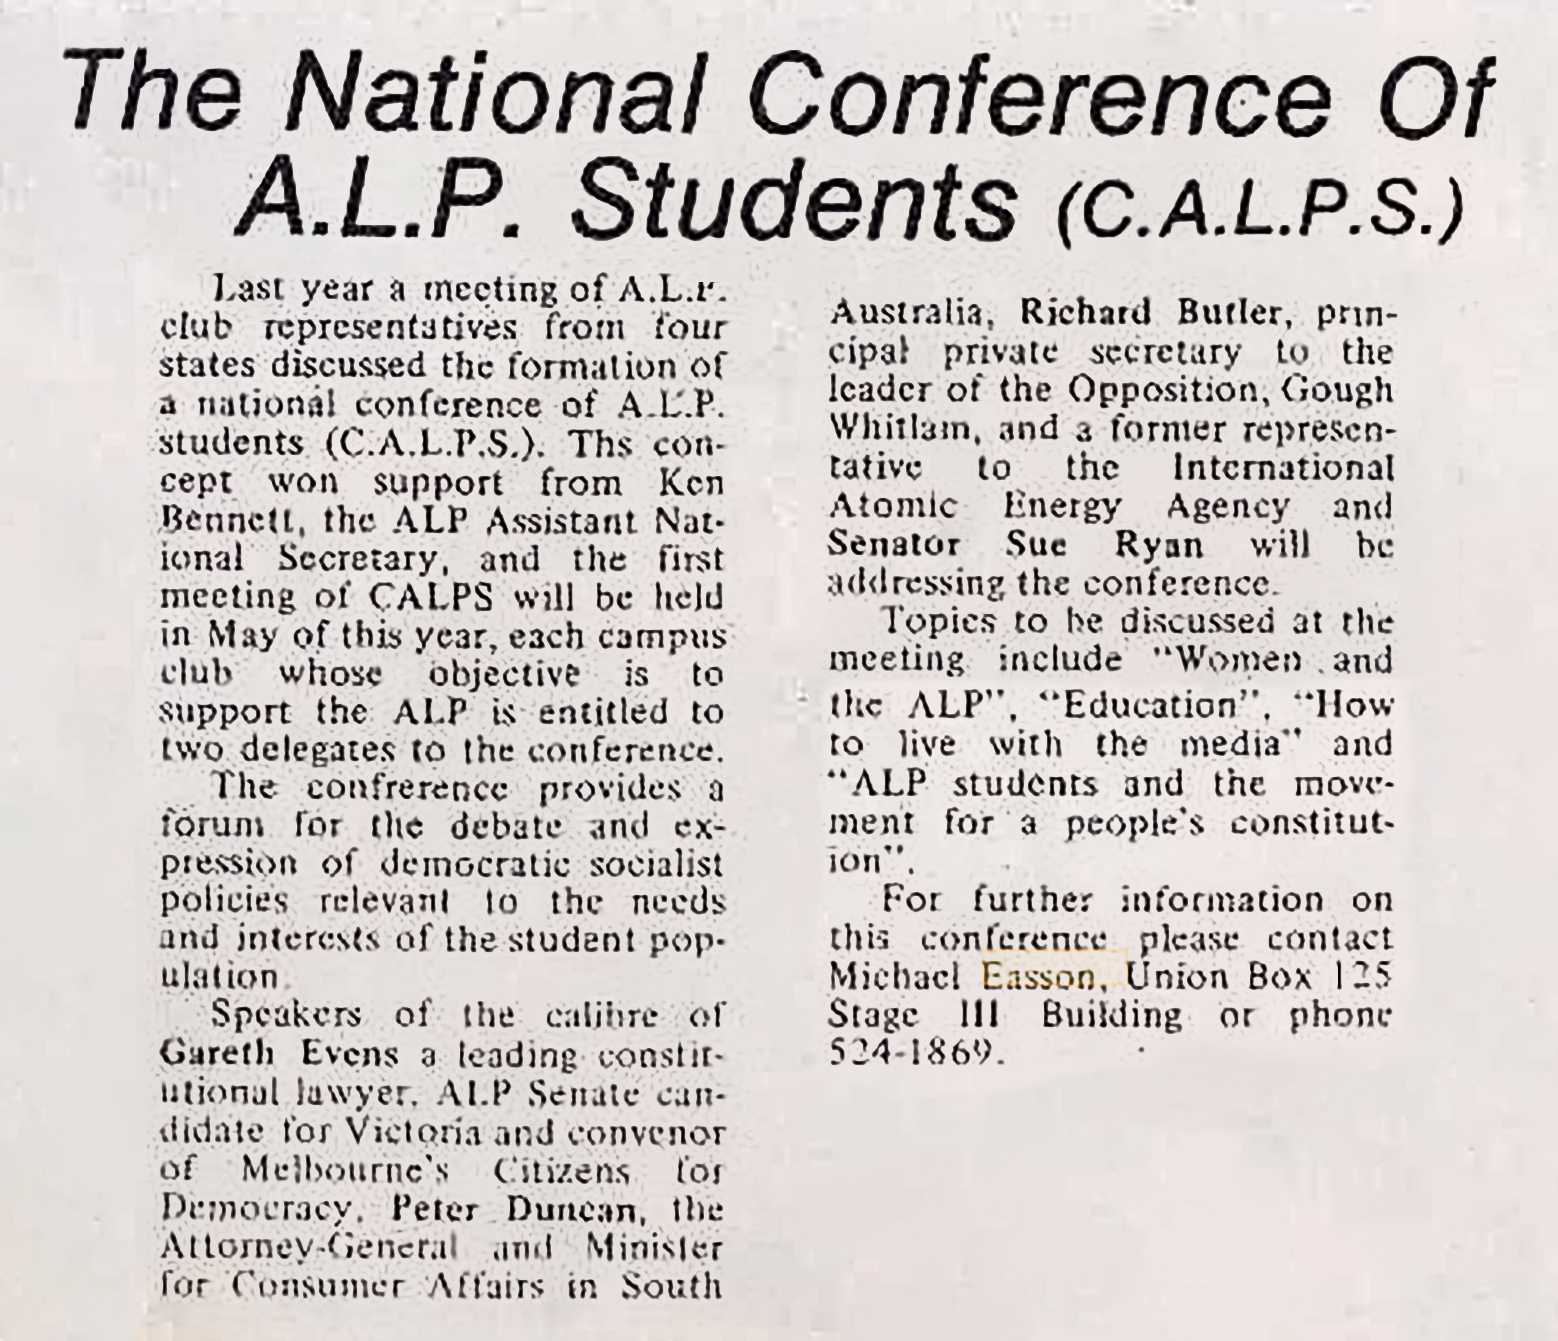 The National Conference Of
A.L.P. Students (C.A.L.P.S.)
Last year a meeting of A.L.P.
club representatives from four
states discussed the formation of
a national conference of A.L.P.
students (C.A.L.P.S.). Ths con-
cept won support from Ken
Bennett, the ALP Assistant Nat-
ional Secretary, and the first
meeting of CALPS will be held
in May of this year, each campus
club whose objective is to
support the ALP is entitled to
two delegates to the conference.
The confrerence provides a
forum for the debate and ex-
pression of democratic socialist
policies relevant to the needs
and interests of the student pop-
ulation.
Speakers of the calibre of
Gareth Evens a leading constit-
utional lawyer, ALP Senate can-
didate for Victoria and convenor
of Melbourne's Citizens for
Democracy, Peter Duncan, the
Attorney-General and Minister
for Consumer Affairs in South
Australia, Richard Butler, prin-
cipal private secretary to the
leader of the Opposition, Gough
Whitlam, and a former represen-
tative to the International
Atomic Energy Agency and
Senator Sue Ryan will be
addressing the conference.
Topics to be discussed at the
meeting include "Women and
the ALP", "Education", "How
to live with the media" and
"ALP students and the move-
ment for a people's constitut-
ion".
For further information on
this conference please contact
Michael Easson, Union Box 125
Stage III Building or phone
524-1869.